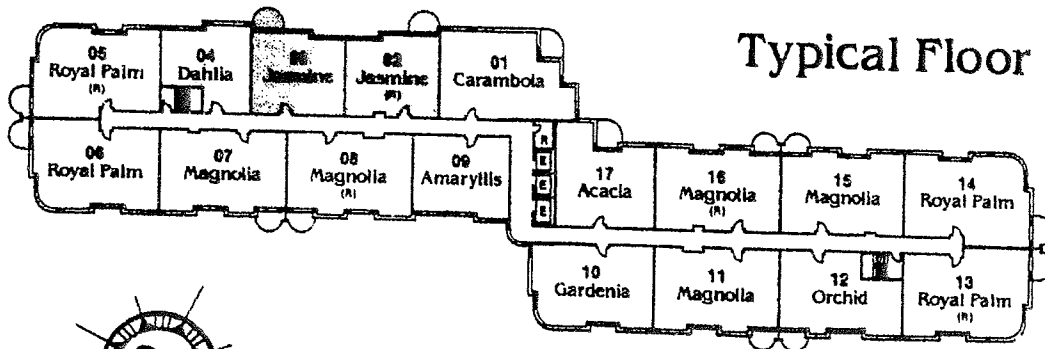 Typical Floor
05
Royal Palm
(R)
04
Dahlia
03
Jasmine
02
Jasmine
(R)
01
Carambola
06
Royal Palm
07
Magnolia
08
Magnolia
(R)
09
Amaryllis
R
E
E
E
17
Acacia
16
Magnolia
(R)
15
Magnolia
14
Royal Palm
10
Gardenia
11
Magnolia
12
Orchid
13
Royal Palm
(R)